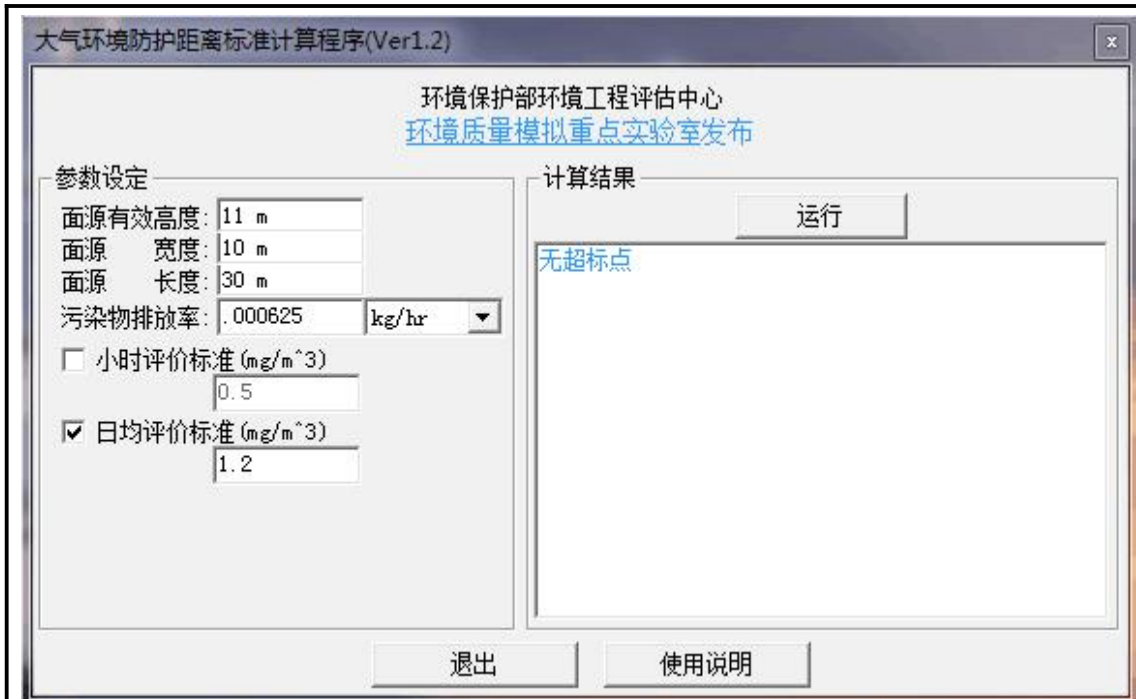 大气环境防护距离标准计算程序(Ver1.2)
x
环境保护部环境工程评估中心
环境质量模拟重点实验室发布
参数设定
面源有效高度: 11 m
面源 宽度: 10 m
面源 长度: 30 m
污染物排放率: .000625 kg/hr
小时评价标准(mg/m^3)
0.5
日均评价标准(mg/m^3)
1.2
计算结果
运行
无超标点
退出 使用说明